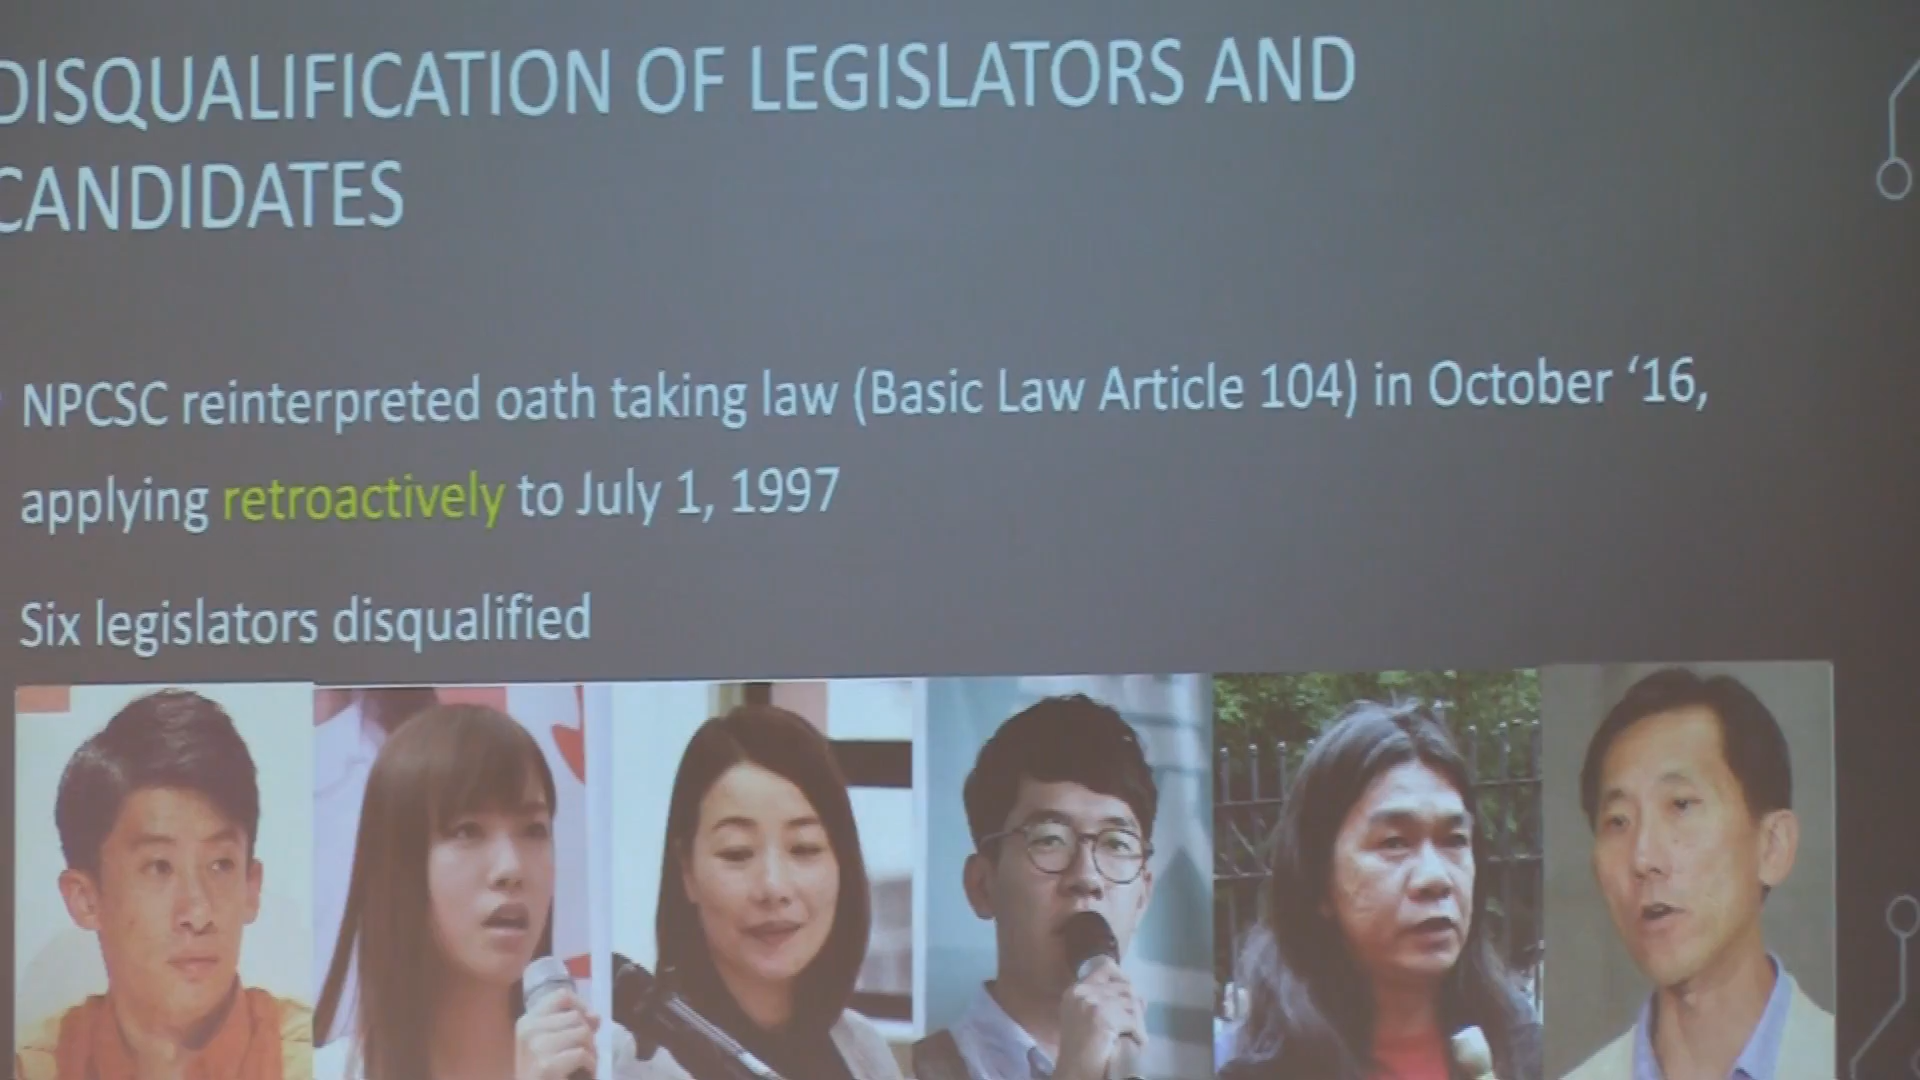 DISQUALIFICATION OF LEGISLATORS AND
CANDIDATES
NPCSC reinterpreted oath taking law (Basic Law Article 104) in October ‘16,
applying retroactively to July 1, 1997
Six legislators disqualified